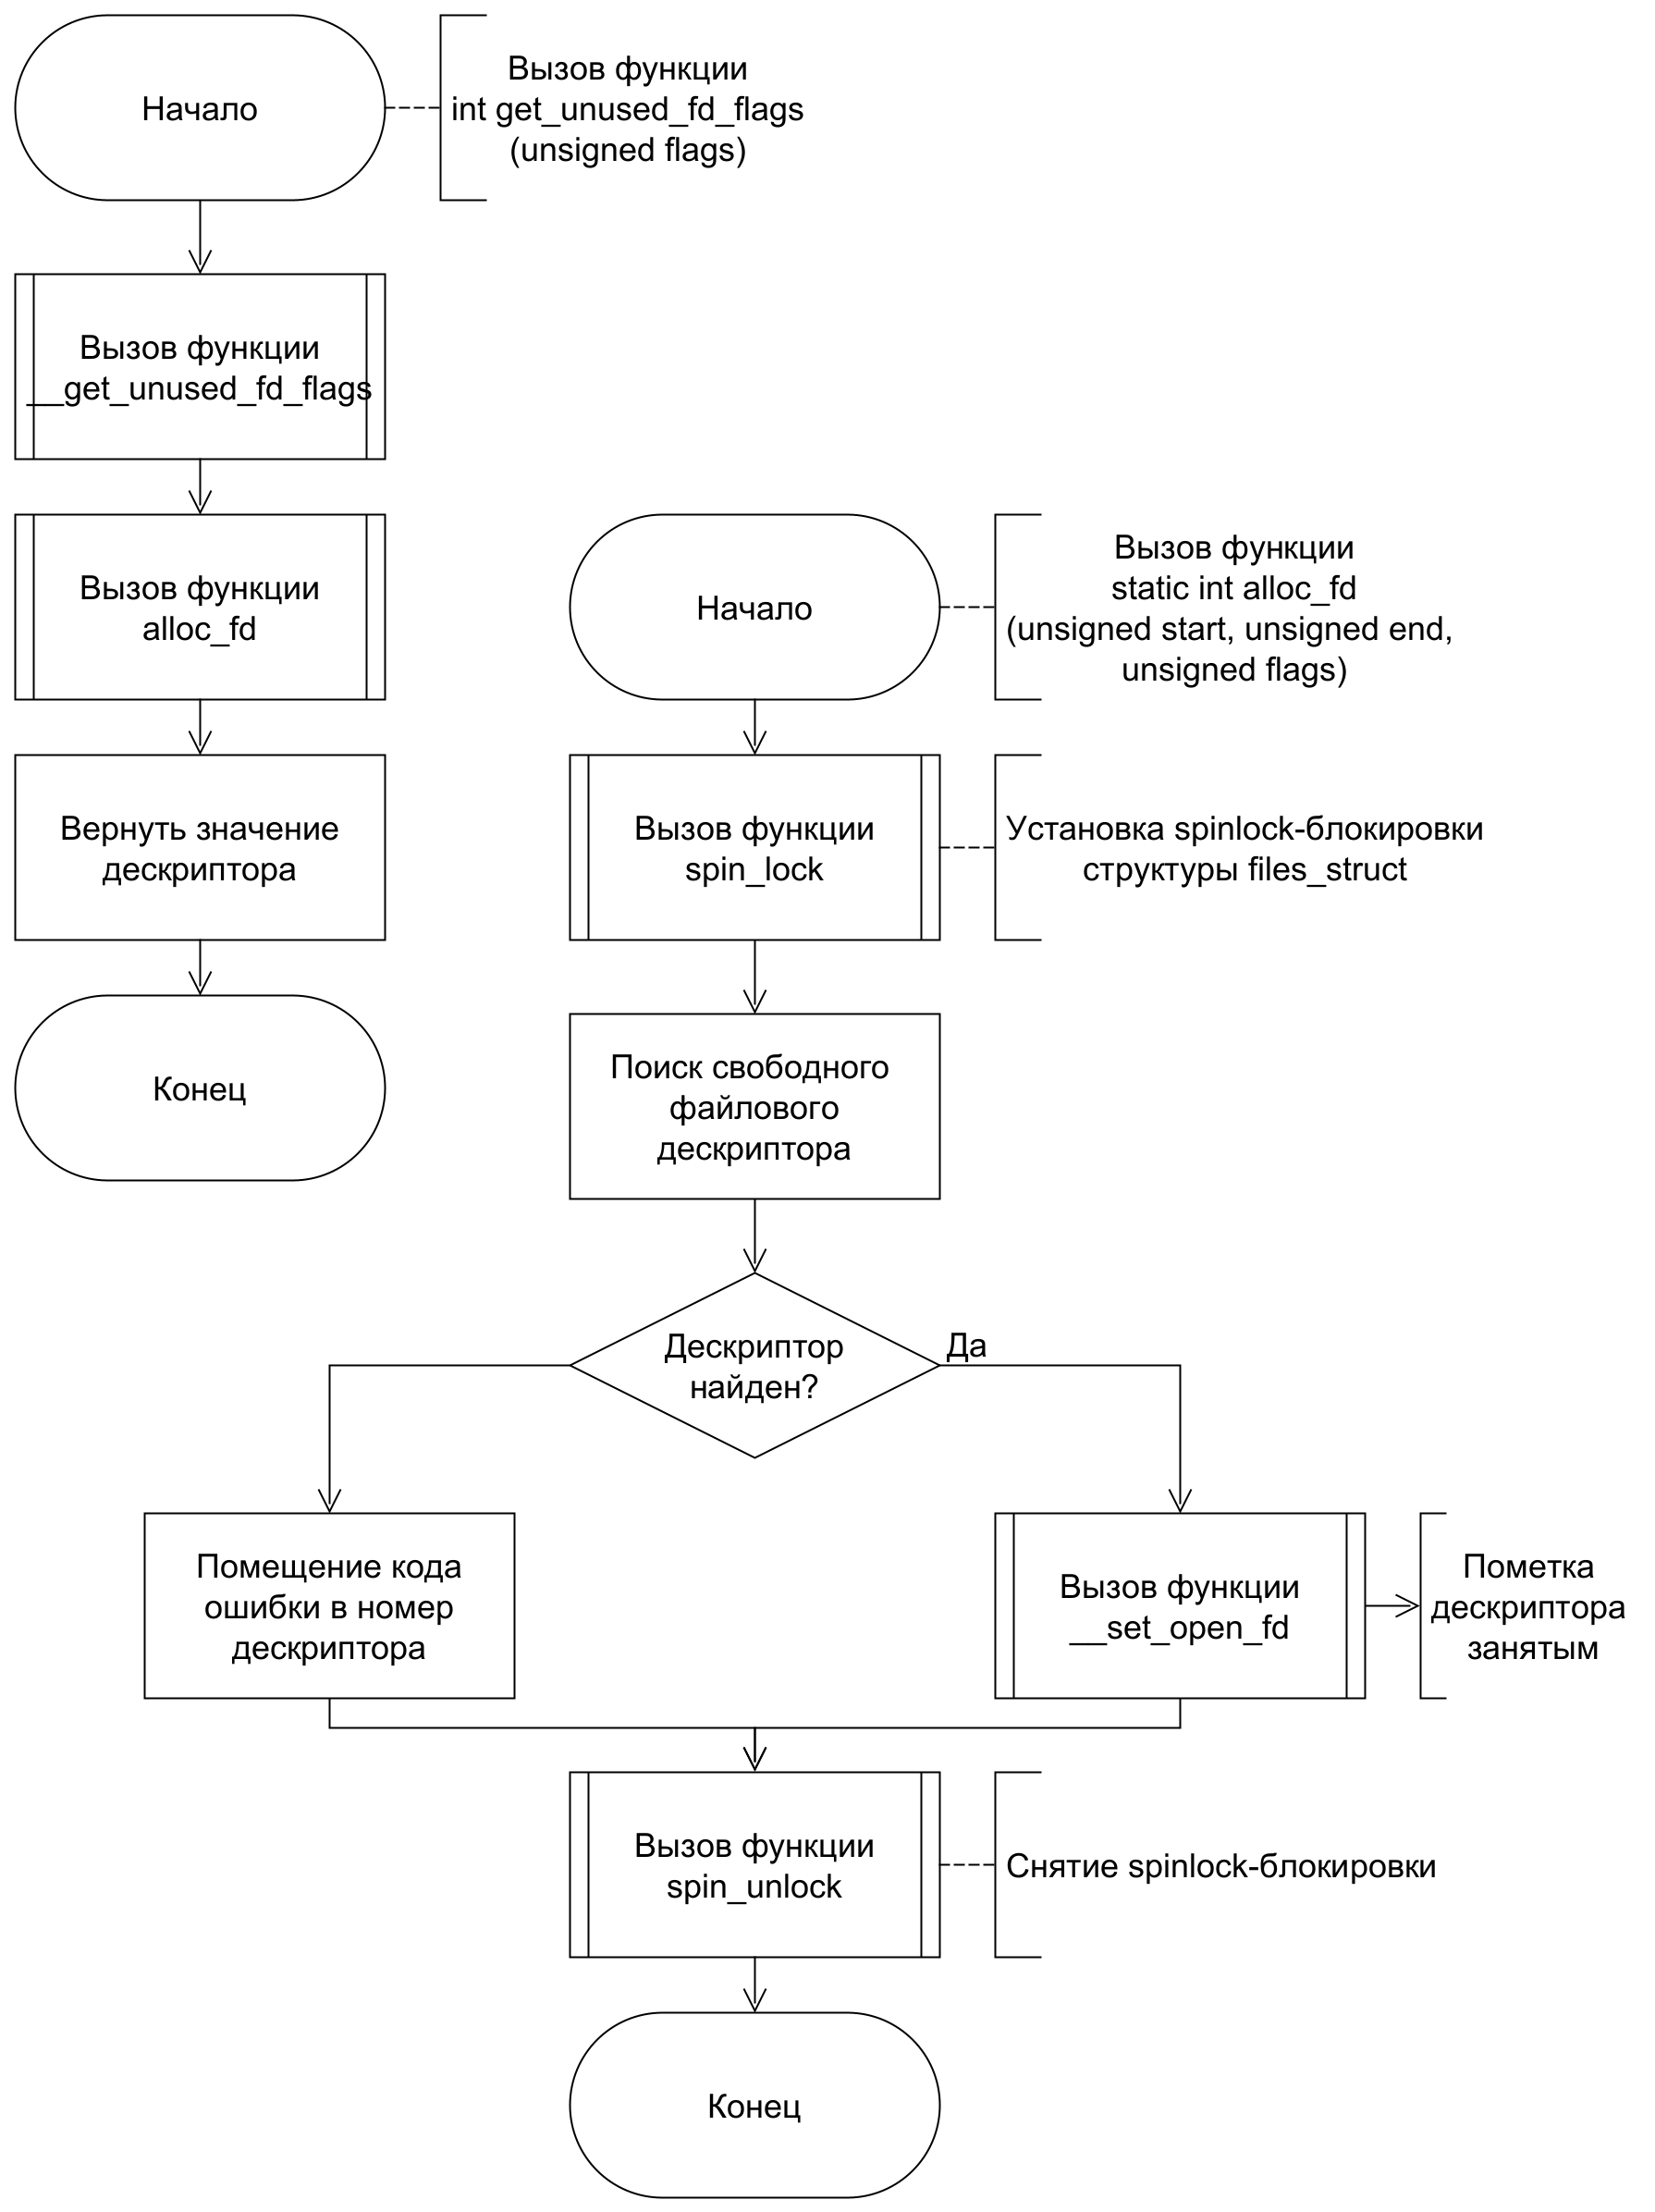 Начало
Вызов функции
int get_unused_fd_flags
(unsigned flags)
Вызов функции
__get_unused_fd_flags
Вызов функции
alloc_fd
Вернуть значение
дескриптора
Конец
Начало
Вызов функции
static int alloc_fd
(unsigned start, unsigned end,
unsigned flags)
Вызов функции
spin_lock
Установка spinlock-блокировки
структуры files_struct
Поиск свободного
файлового
дескриптора
Дескриптор
найден?
Да
Помещение кода
ошибки в номер
дескриптора
Вызов функции
__set_open_fd
Пометка
дескриптора
занятым
Вызов функции
spin_unlock
Снятие spinlock-блокировки
Конец